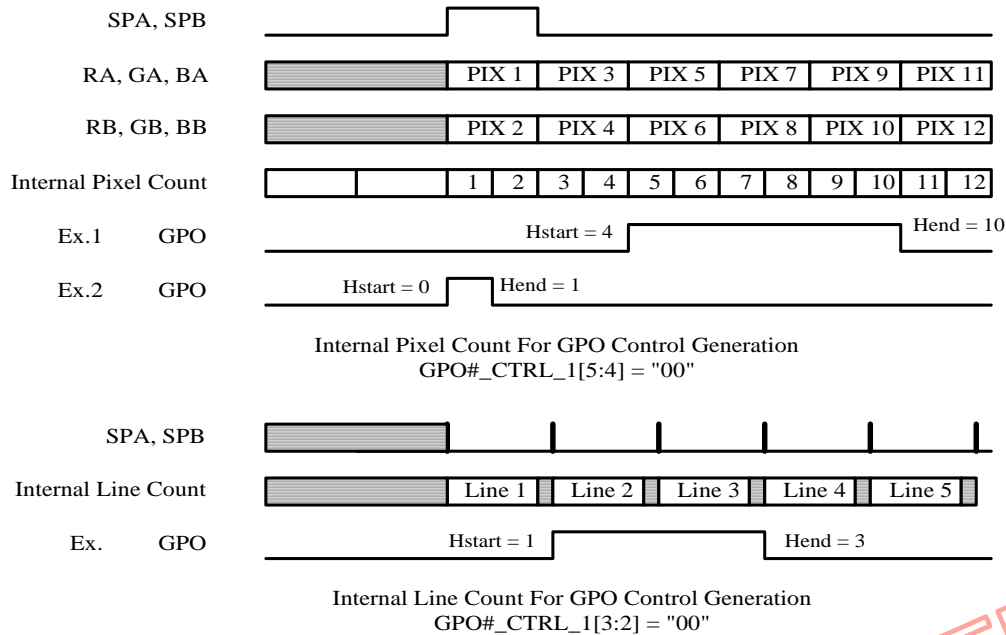 SPA, SPB
RA, GA, BA PIX 1 PIX 3 PIX 5 PIX 7 PIX 9 PIX 11
RB, GB, BB PIX 2 PIX 4 PIX 6 PIX 8 PIX 10 PIX 12
Internal Pixel Count 1 2 3 4 5 6 7 8 9 10 11 12
Ex.1 GPO Hstart = 4 Hend = 10
Ex.2 GPO Hstart = 0 Hend = 1
Internal Pixel Count For GPO Control Generation
GPO#_CTRL_1[5:4] = "00"
SPA, SPB
Internal Line Count Line 1 Line 2 Line 3 Line 4 Line 5
Ex. GPO Hstart = 1 Hend = 3
Internal Line Count For GPO Control Generation
GPO#_CTRL_1[3:2] = "00"